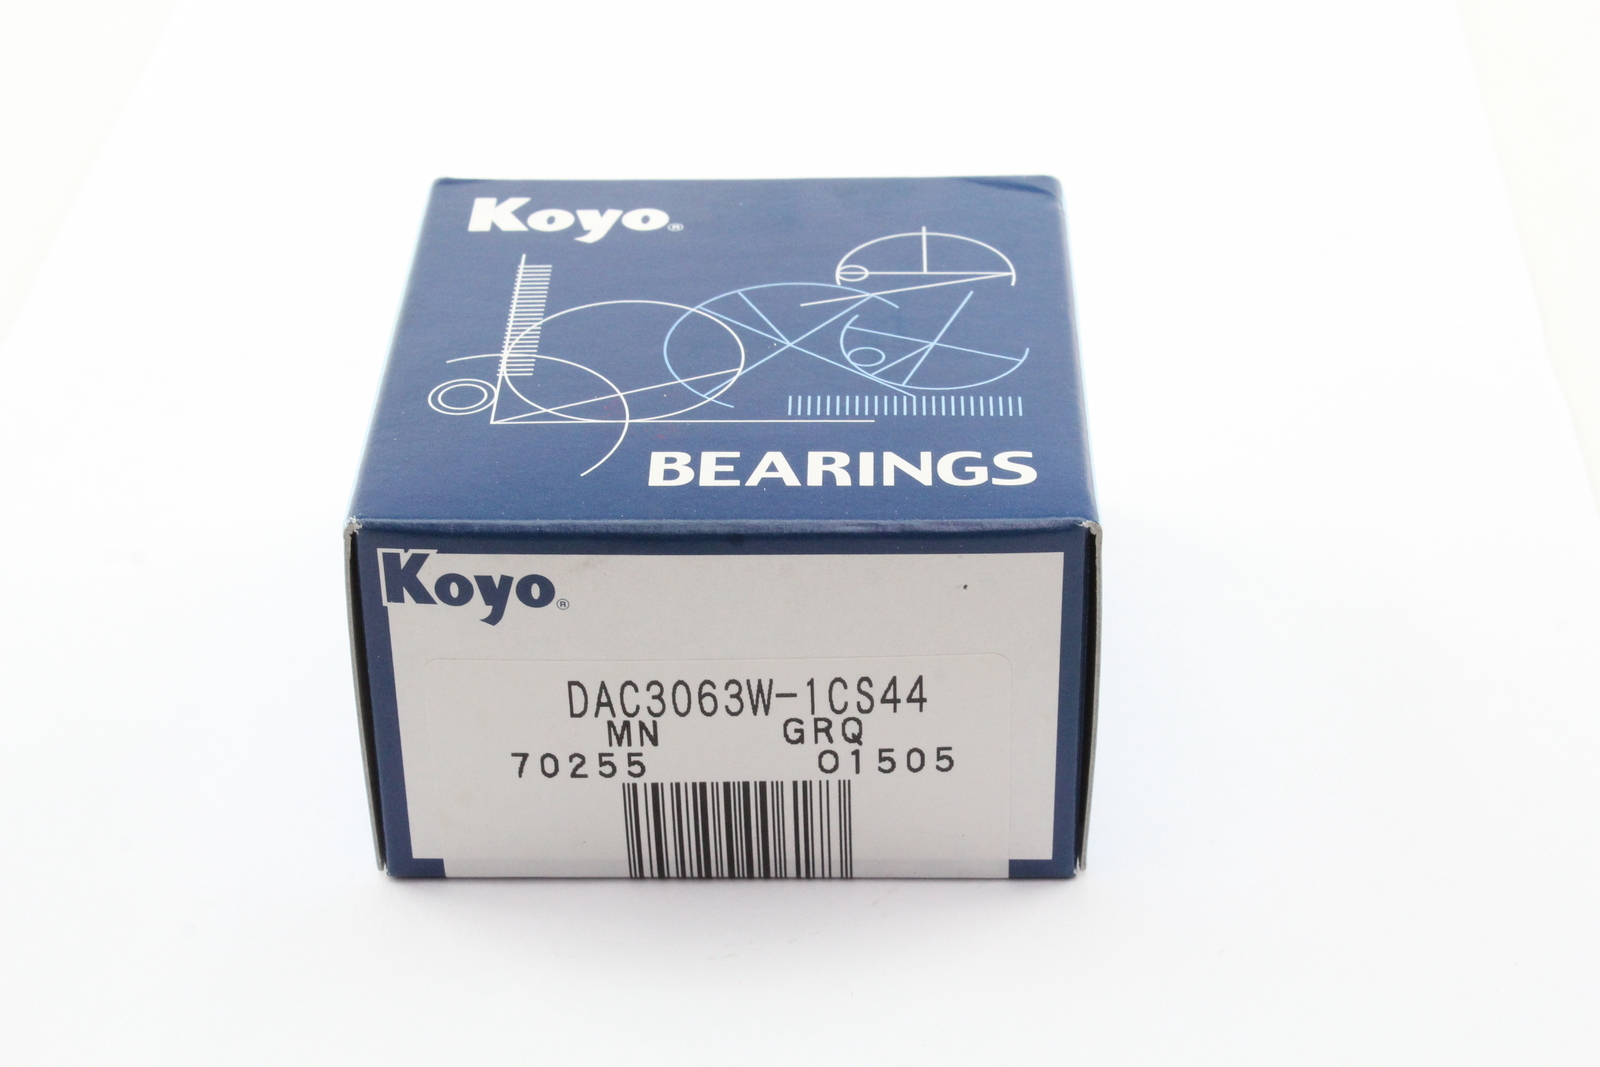 Koyo®
BEARINGS
Koyo®
DAC3063W-1CS44
MN GRQ
70255 01505